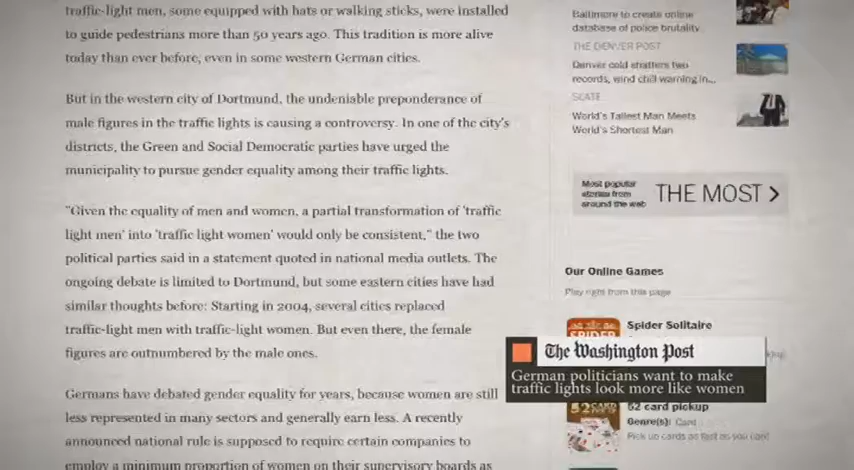 traffic-light men, some equipped with hats or walking sticks, were installed
to guide pedestrians more than 50 years ago. This tradition is more alive
today than ever before, even in some western German cities.
But in the western city of Dortmund, the undeniable preponderance of
male figures in the traffic lights is causing a controversy. In one of the city's
districts, the Green and Social Democratic parties have urged the
municipality to pursue gender equality among their traffic lights.
"Given the equality of men and women, a partial transformation of 'traffic
light men' into 'traffic light women' would only be consistent," the two
political parties said in a statement quoted in national media outlets. The
ongoing debate is limited to Dortmund, but some eastern cities have had
similar thoughts before: Starting in 2004, several cities replaced
traffic-light men with traffic-light women. But even there, the female
figures are outnumbered by the male ones.
Germans have debated gender equality for years, because women are still
less represented in many sectors and generally earn less. A recently
announced national rule is supposed to require certain companies to
employ a minimum proportion of women on their supervisory boards as
Baltimore to create online
database of police brutality
THE DENVER POST
Denver cold shatters two
records, wind chill warning in...
SLATE
World's Tallest Man Meets
World's Shortest Man
Most popular
stories from
around the web
THE MOST >
Our Online Games
Play right from this page
Spider Solitaire
SPIDER
The Washington Post
German politicians want to make
traffic lights look more like women
52 card pickup
Genre(s): Card
Pick up cards as fast as you can!
52 CARD